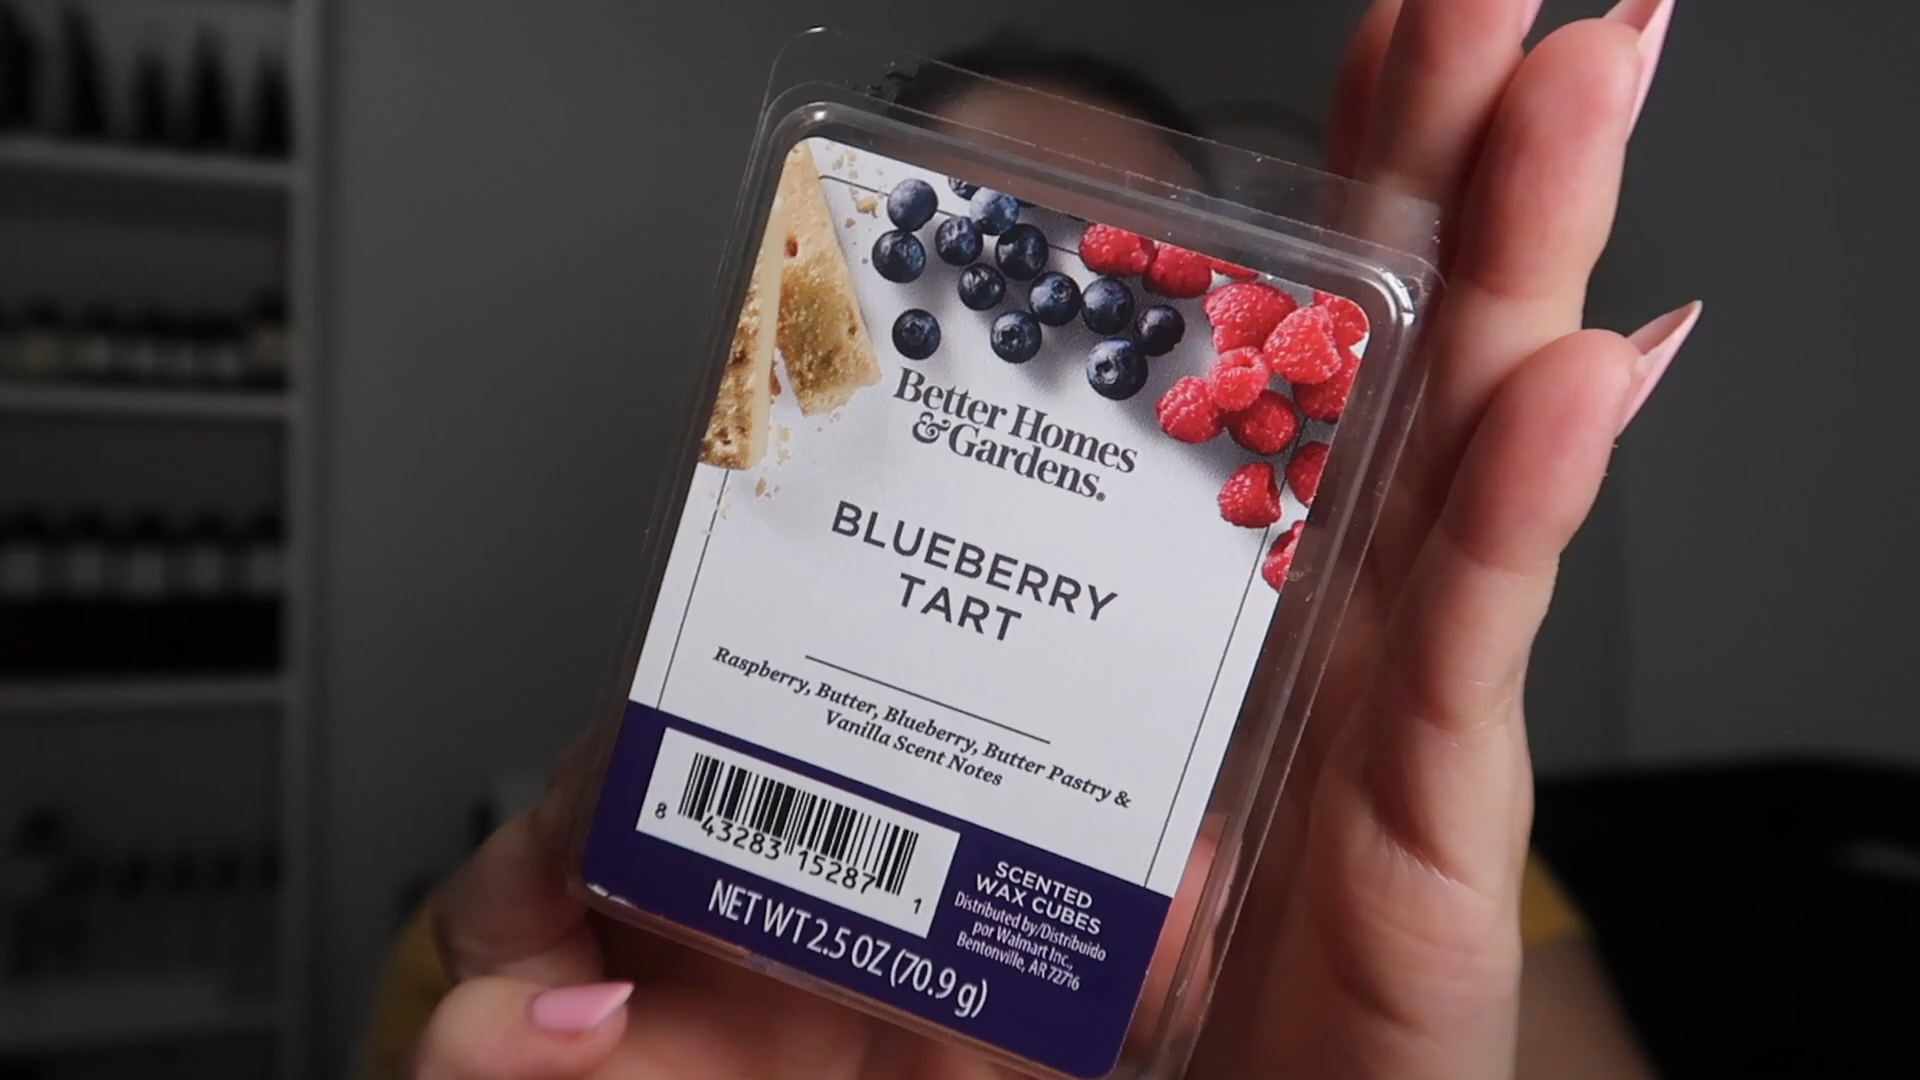 Better Homes
& Gardens.
BLUEBERRY
TART
Raspberry, Butter, Blueberry, Butter Pastry &
Vanilla Scent Notes
8 43283 15287 1
SCENTED
WAX CUBES
Distributed by/Distribuido
por Walmart Inc.,
Bentonville, AR 72716
NET WT 2.5 OZ (70.9 g)